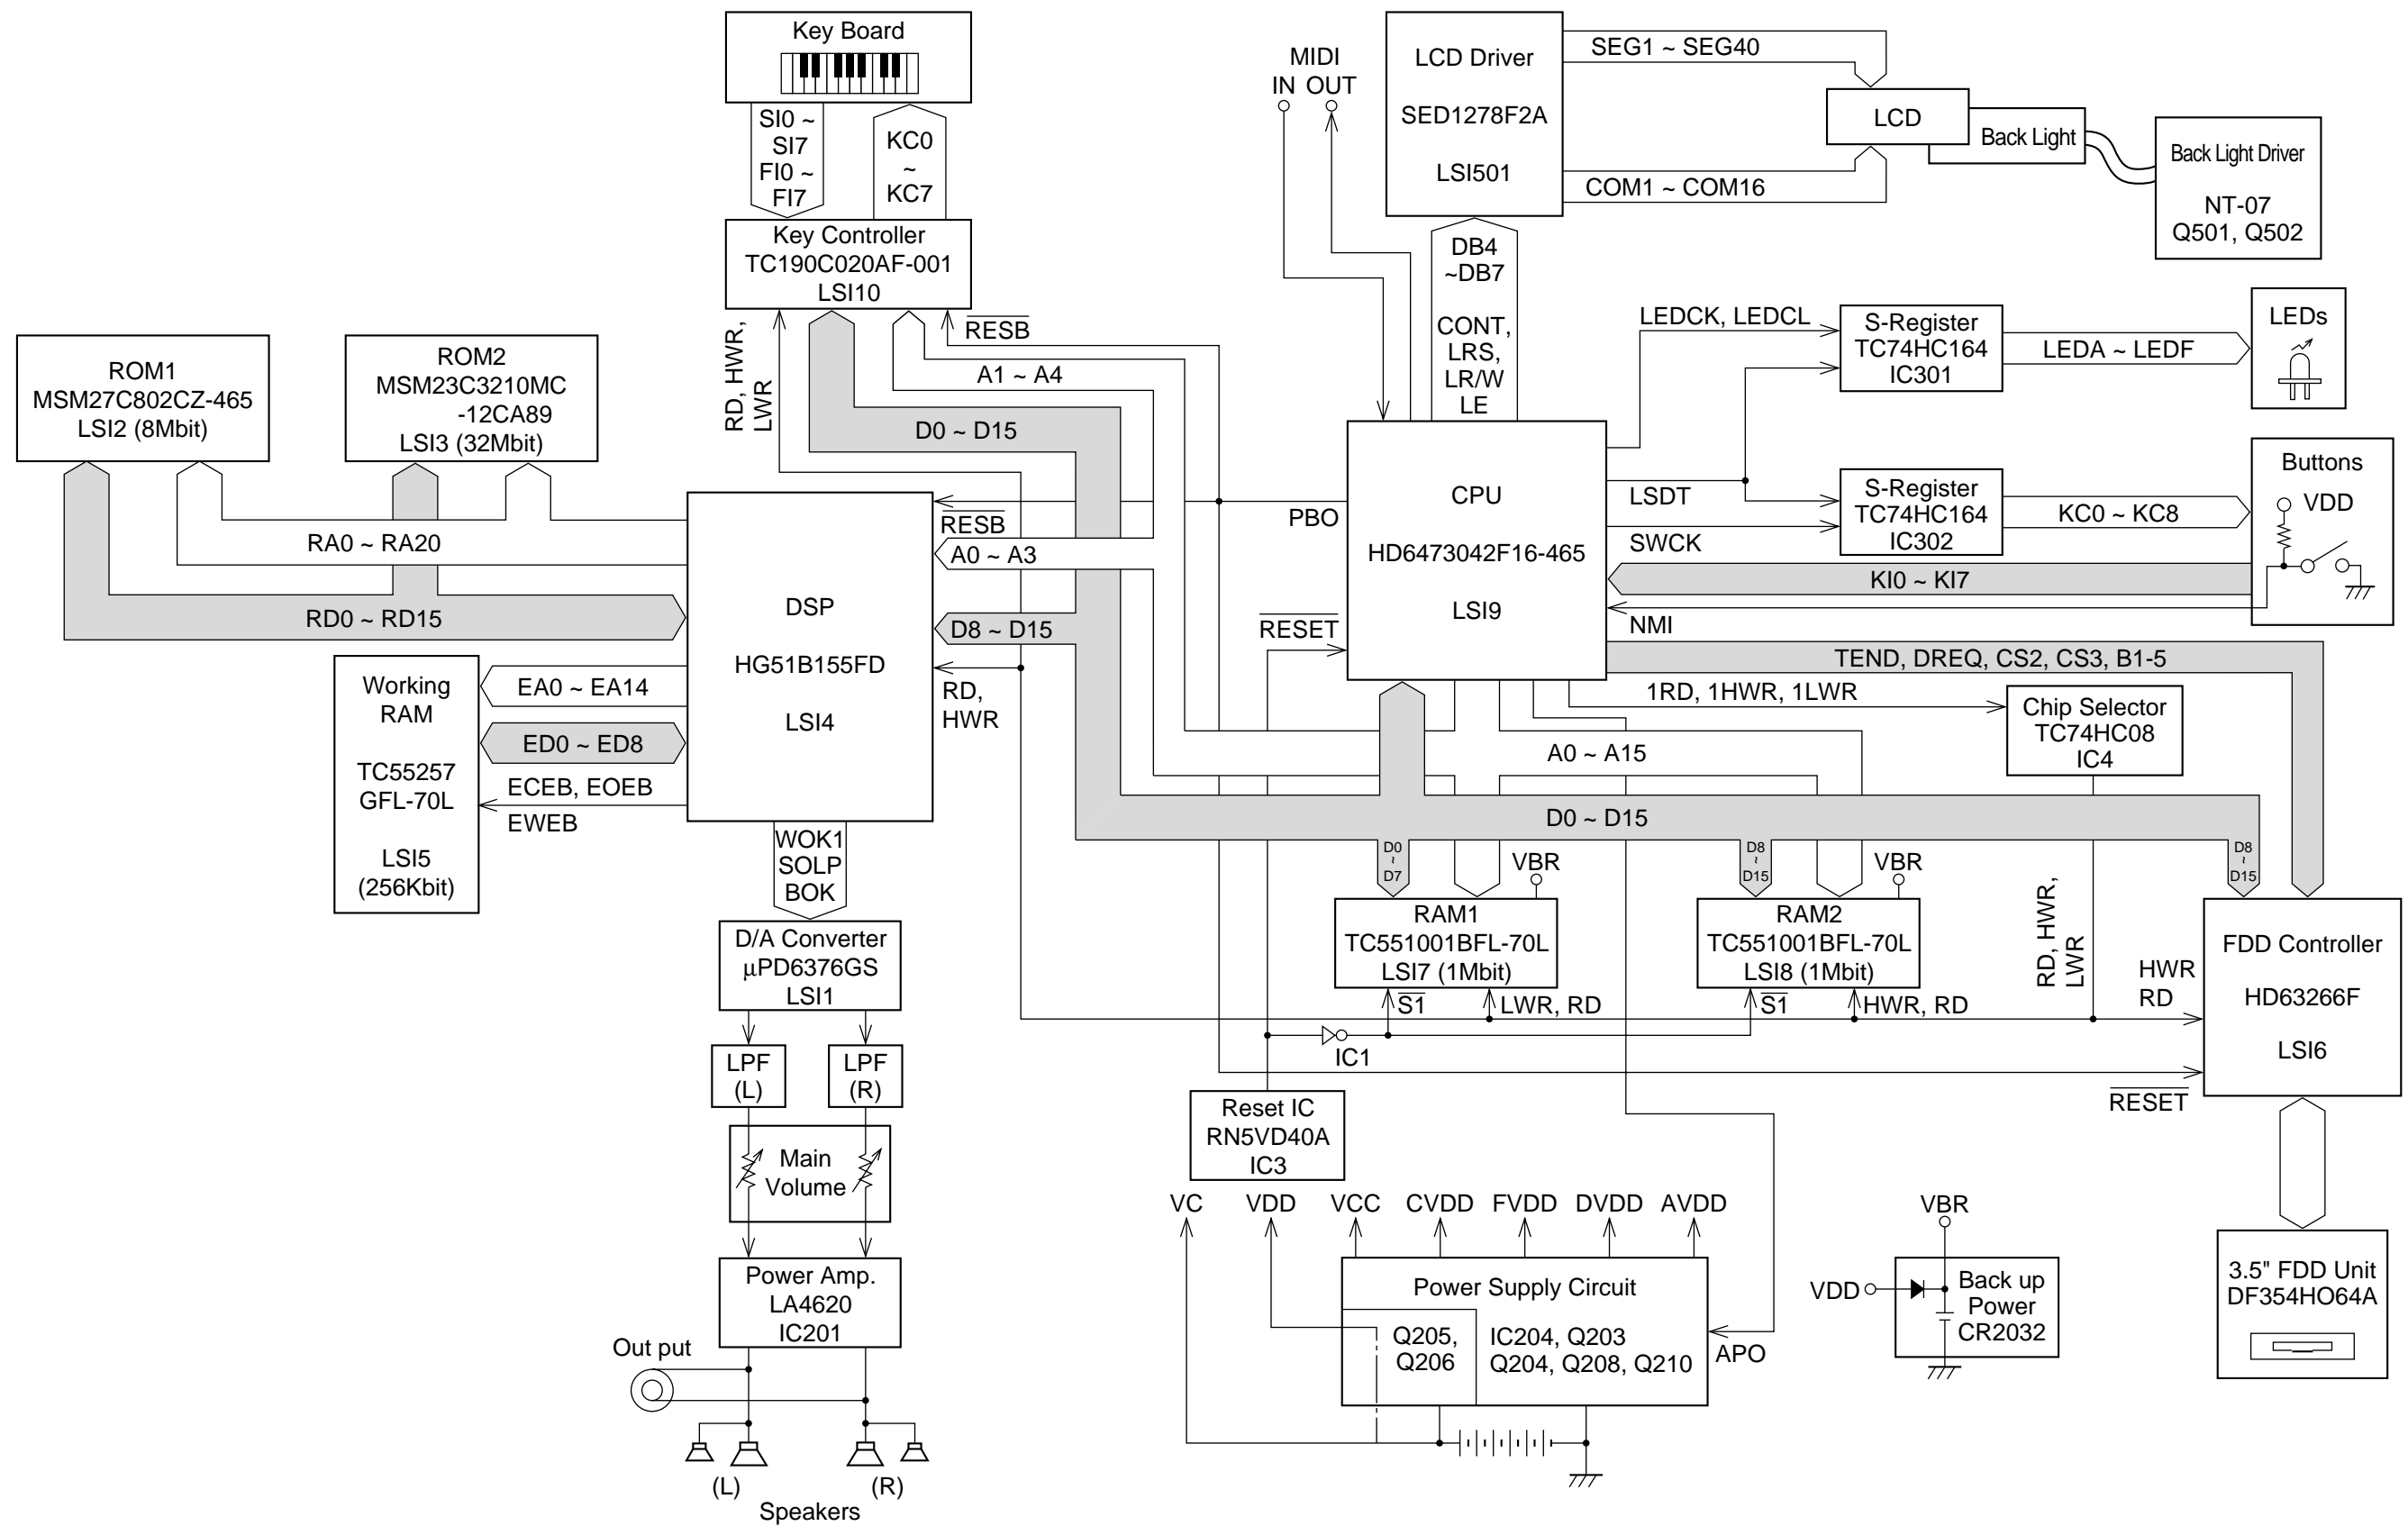 Key Board
SI0 ~
SI7
FI0 ~
FI7
KC0
~
KC7
Key Controller
TC190C020AF-001
LSI10
RD, HWR,
LWR
RESB
A1 ~ A4
D0 ~ D15
ROM1
MSM27C802CZ-465
LSI2 (8Mbit)
ROM2
MSM23C3210MC
-12CA89
LSI3 (32Mbit)
RA0 ~ RA20
RD0 ~ RD15
DSP
HG51B155FD
LSI4
RESB
A0 ~ A3
D8 ~ D15
RD,
HWR
Working
RAM
TC55257
GFL-70L
LSI5
(256Kbit)
EA0 ~ EA14
ED0 ~ ED8
ECEB, EOEB
EWEB
WOK1
SOLP
BOK
D/A Converter
µPD6376GS
LSI1
LPF
(L)
LPF
(R)
Main
Volume
Power Amp.
LA4620
IC201
Out put
(L)
(R)
Speakers
MIDI
IN OUT
LCD Driver
SED1278F2A
LSI501
SEG1 ~ SEG40
COM1 ~ COM16
LCD
Back Light
Back Light Driver
NT-07
Q501, Q502
DB4
~DB7
CONT,
LRS,
LR/W
LE
CPU
HD6473042F16-465
LSI9
PBO
RESET
LEDCK, LEDCL
LSDT
SWCK
S-Register
TC74HC164
IC301
LEDA ~ LEDF
LEDs
S-Register
TC74HC164
IC302
KC0 ~ KC8
Buttons
VDD
KI0 ~ KI7
NMI
TEND, DREQ, CS2, CS3, B1-5
1RD, 1HWR, 1LWR
Chip Selector
TC74HC08
IC4
A0 ~ A15
D0 ~ D15
D0
~
D7
VBR
D8
~
D15
VBR
D8
~
D15
RAM1
TC551001BFL-70L
LSI7 (1Mbit)
S1
LWR, RD
RAM2
TC551001BFL-70L
LSI8 (1Mbit)
S1
HWR, RD
RD, HWR,
LWR
HWR
RD
FDD Controller
HD63266F
LSI6
IC1
RESET
Reset IC
RN5VD40A
IC3
VC
VDD
VCC
CVDD
FVDD
DVDD
AVDD
Power Supply Circuit
Q205,
Q206
IC204, Q203
Q204, Q208, Q210
APO
VBR
VDD
Back up
Power
CR2032
3.5" FDD Unit
DF354HO64A